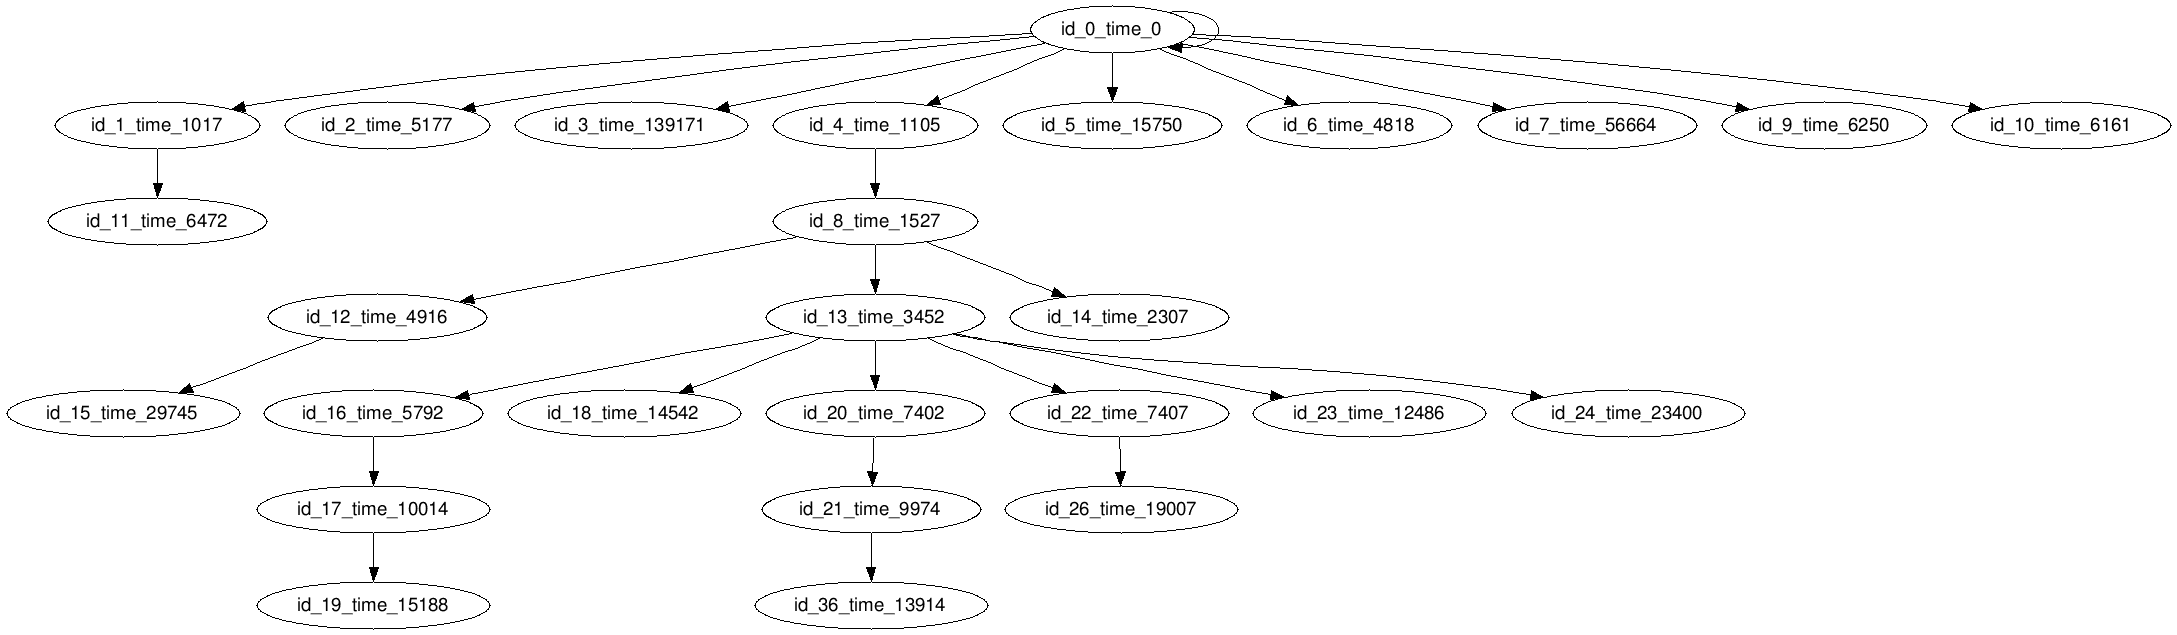 id_0_time_0
id_1_time_1017
id_2_time_5177
id_3_time_139171
id_4_time_1105
id_5_time_15750
id_6_time_4818
id_7_time_56664
id_9_time_6250
id_10_time_6161
id_11_time_6472
id_8_time_1527
id_12_time_4916
id_13_time_3452
id_14_time_2307
id_15_time_29745
id_16_time_5792
id_18_time_14542
id_20_time_7402
id_22_time_7407
id_23_time_12486
id_24_time_23400
id_17_time_10014
id_21_time_9974
id_26_time_19007
id_19_time_15188
id_36_time_13914